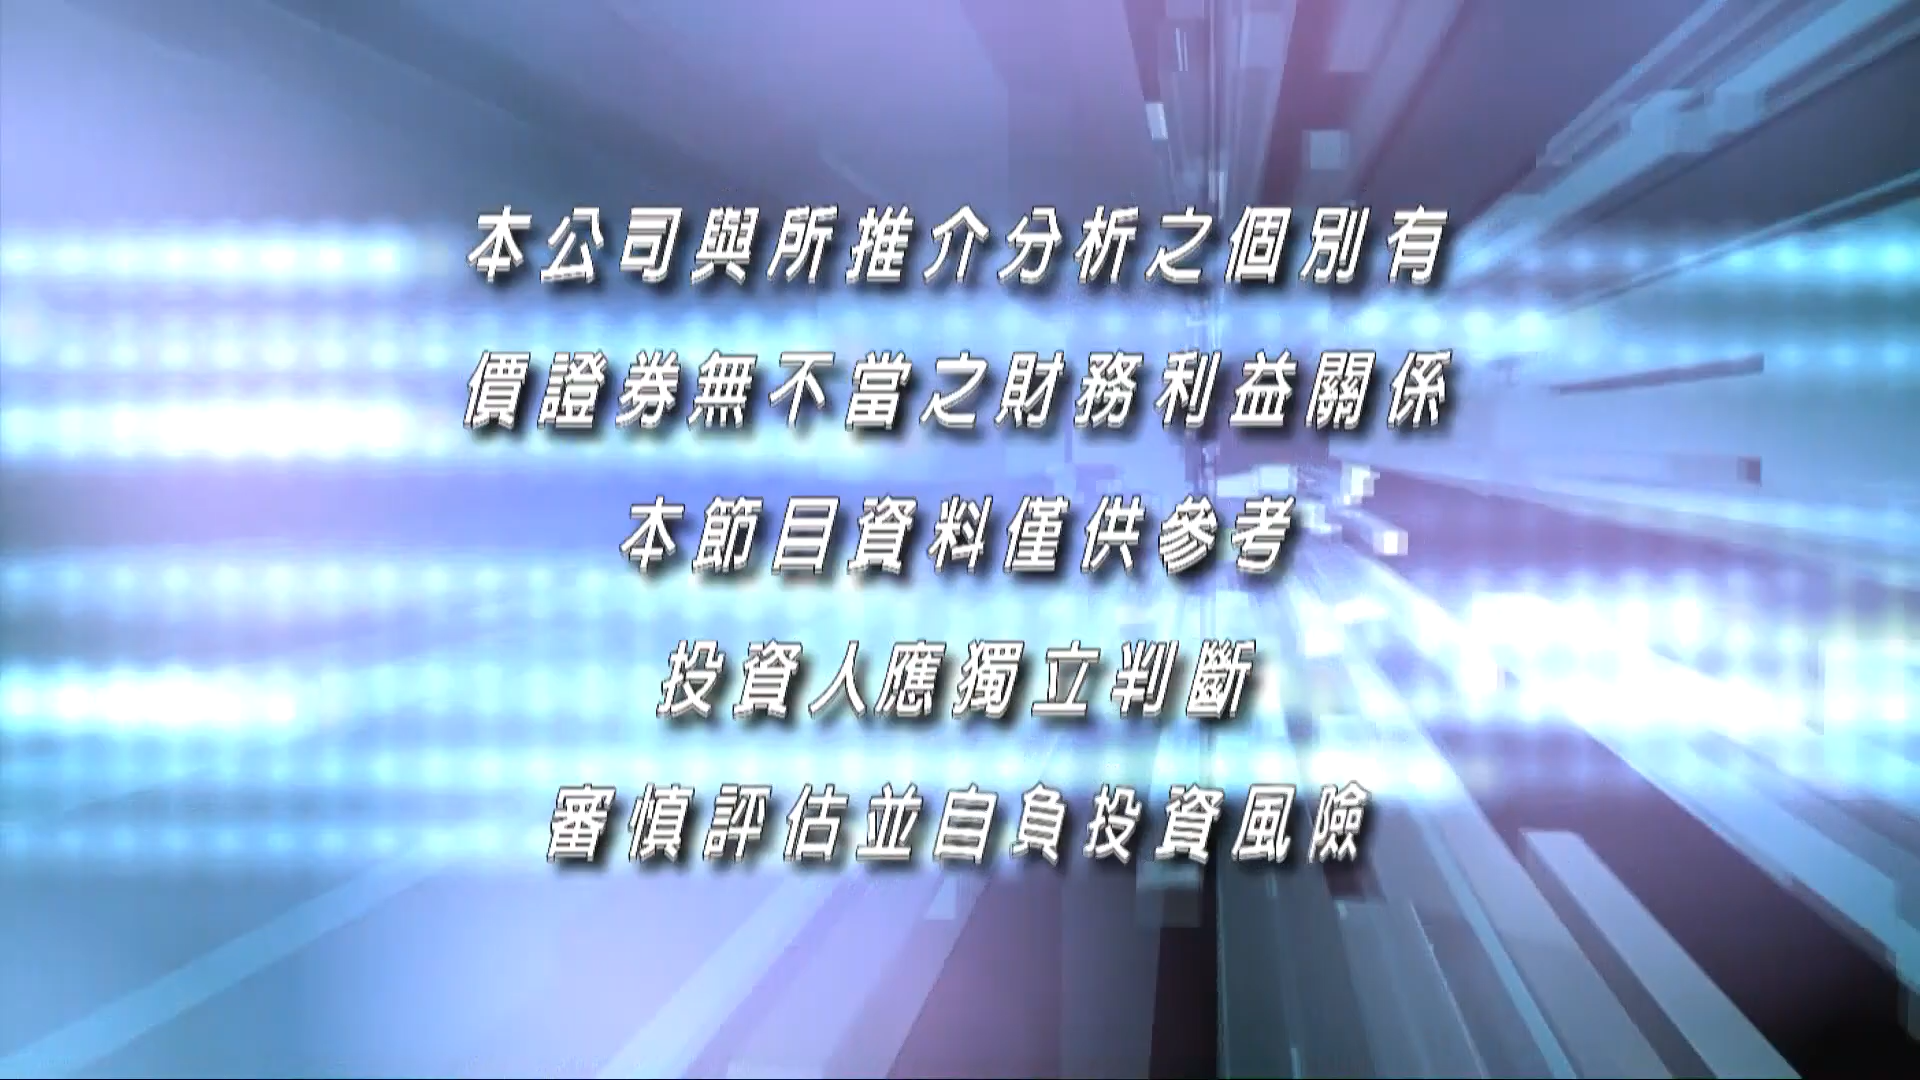 本公司與所推介分析之個別有
價證券無不當之財務利益關係
本節目資料僅供參考
投資人應獨立判斷
審慎評估並自負投資風險